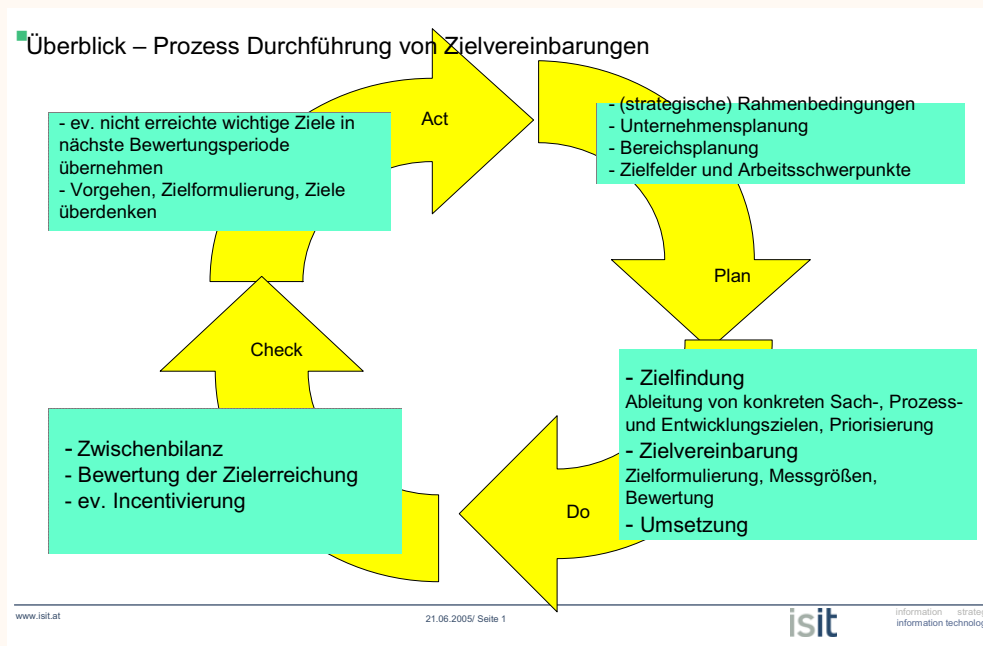 Überblick – Prozess Durchführung von Zielvereinbarungen
Act
- ev. nicht erreichte wichtige Ziele in
nächste Bewertungsperiode
übernehmen
- Vorgehen, Zielformulierung, Ziele
überdenken
- (strategische) Rahmenbedingungen
- Unternehmensplanung
- Bereichsplanung
- Zielfelder und Arbeitsschwerpunkte
Plan
Check
- Zielfindung
Ableitung von konkreten Sach-, Prozess-
und Entwicklungszielen, Priorisierung
- Zielvereinbarung
Zielformulierung, Messgrößen,
Bewertung
- Umsetzung
- Zwischenbilanz
- Bewertung der Zielerreichung
- ev. Incentivierung
Do
www.isit.at
21.06.2005/ Seite 1
isit
information strateg
information technolog